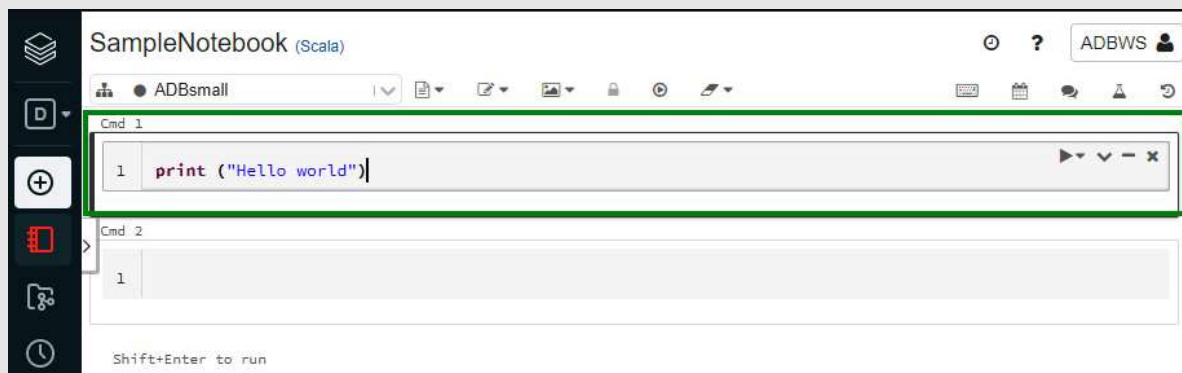 SampleNotebook (Scala)
? ADBWS
ADBsmall
D
Cmd 1
1 print ("Hello world")
Cmd 2
1
Shift+Enter to run